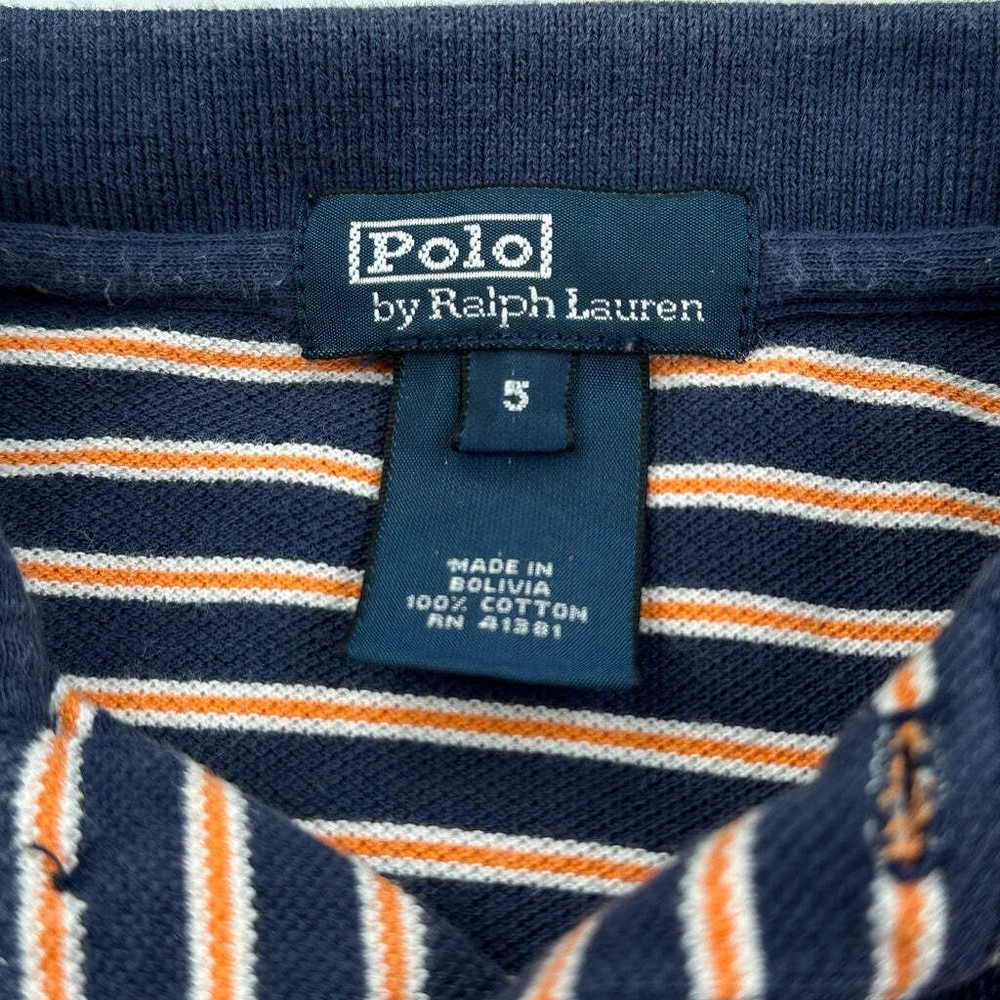 Polo
by Ralph Lauren
5
MADE IN
BOLIVIA
100% COTTON
RN 41381